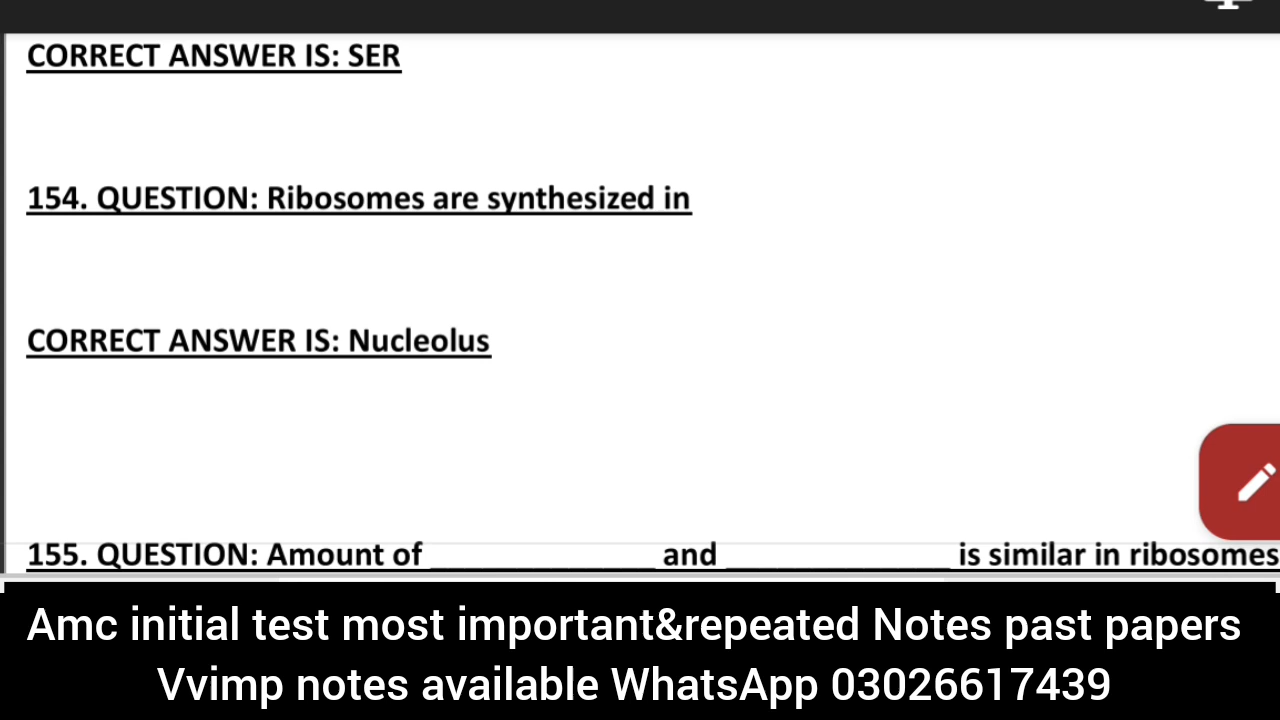 CORRECT ANSWER IS: SER
154. QUESTION: Ribosomes are synthesized in
CORRECT ANSWER IS: Nucleolus
155. QUESTION: Amount of ______________ and ______________ is similar in ribosomes
Amc initial test most important&repeated Notes past papers
Vvimp notes available WhatsApp 03026617439